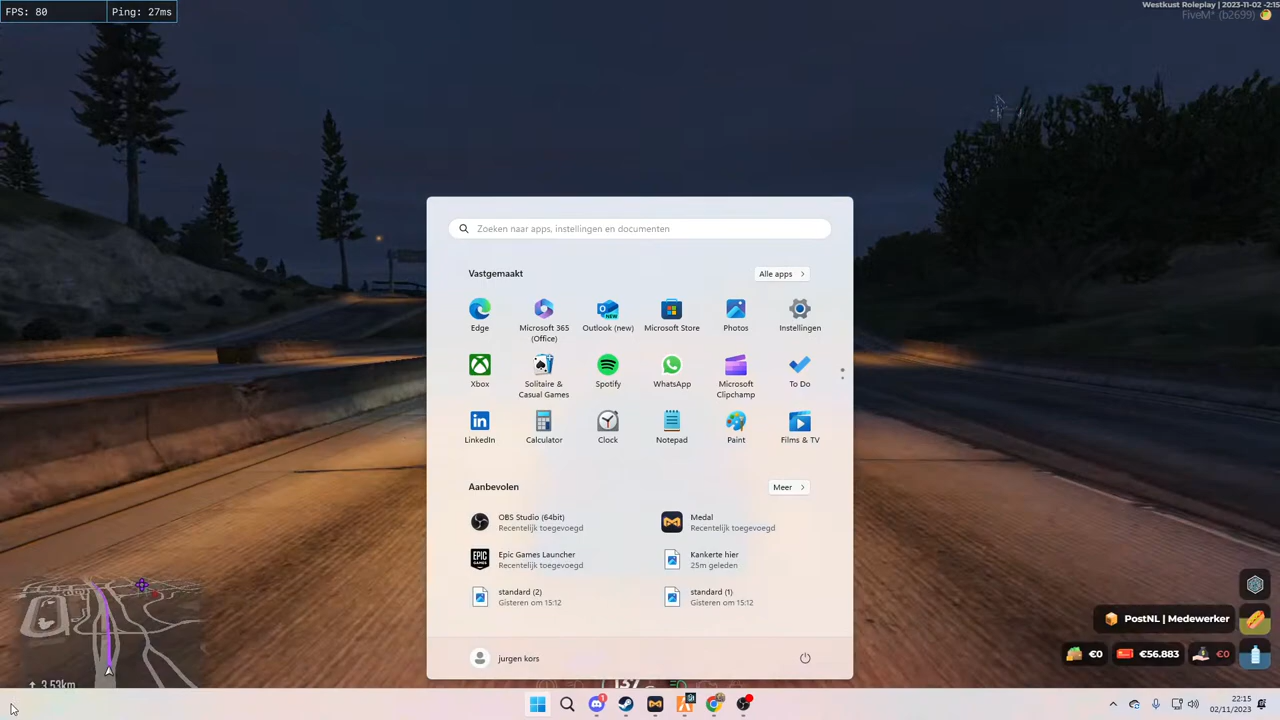 FPS: 80
Ping: 27ms
Westkust Roleplay | 2023-11-02 -2:15
FiveM* (b2699)
Zoeken naar apps, instellingen en documenten
Vastgemaakt
Alle apps
Edge
Microsoft 365
(Office)
Outlook (new)
Microsoft Store
Photos
Instellingen
Xbox
Solitaire &
Casual Games
Spotify
WhatsApp
Microsoft
Clipchamp
To Do
LinkedIn
Calculator
Clock
Notepad
Paint
Films & TV
Aanbevolen
Meer
OBS Studio (64bit)
Recentelijk toegevoegd
Medal
Recentelijk toegevoegd
Epic Games Launcher
Recentelijk toegevoegd
Kankerte hier
25m geleden
standard (2)
Gisteren om 15:12
standard (1)
Gisteren om 15:12
jurgen kors
PostNL | Medewerker
€0
€56.883
€0
3.53km
22:15
02/11/2023